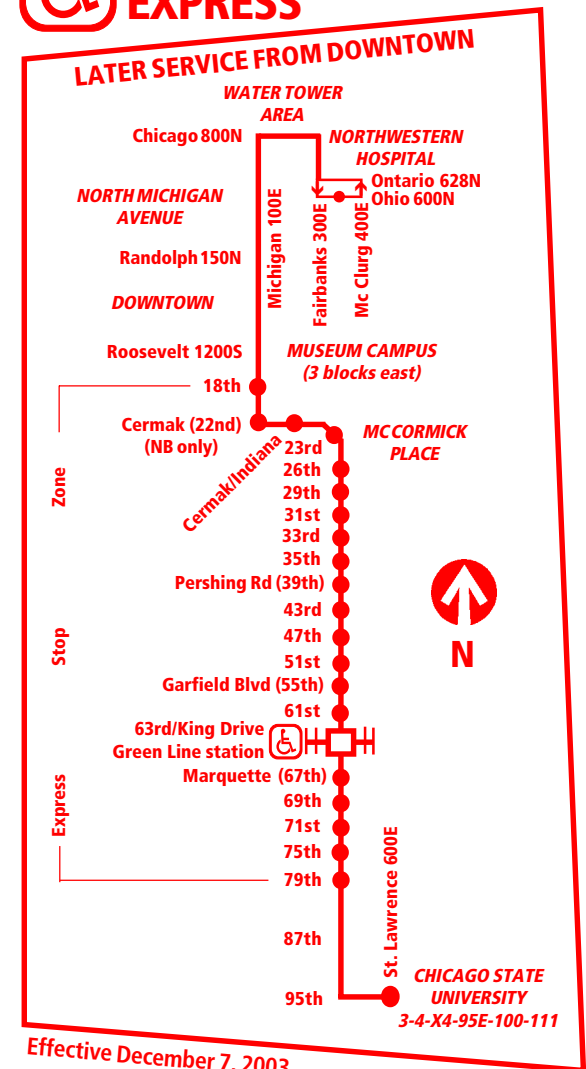 EXPRESS
LATER SERVICE FROM DOWNTOWN
WATER TOWER
AREA
Chicago 800N
NORTHWESTERN
HOSPITAL
Ontario 628N
Ohio 600N
NORTH MICHIGAN
AVENUE
Michigan 100E
Fairbanks 300E
Mc Clurg 400E
Randolph 150N
DOWNTOWN
Roosevelt 1200S
MUSEUM CAMPUS
(3 blocks east)
18th
Cermak (22nd)
(NB only)
Cermak/Indiana
MC CORMICK
PLACE
23rd
26th
29th
31st
33rd
35th
Pershing Rd (39th)
43rd
47th
51st
Garfield Blvd (55th)
61st
63rd/King Drive
Green Line station
Marquette (67th)
69th
71st
75th
79th
87th
95th
Zone
Stop
Express
N
St. Lawrence 600E
CHICAGO STATE
UNIVERSITY
3-4-X4-95E-100-111
Effective December 7, 2003